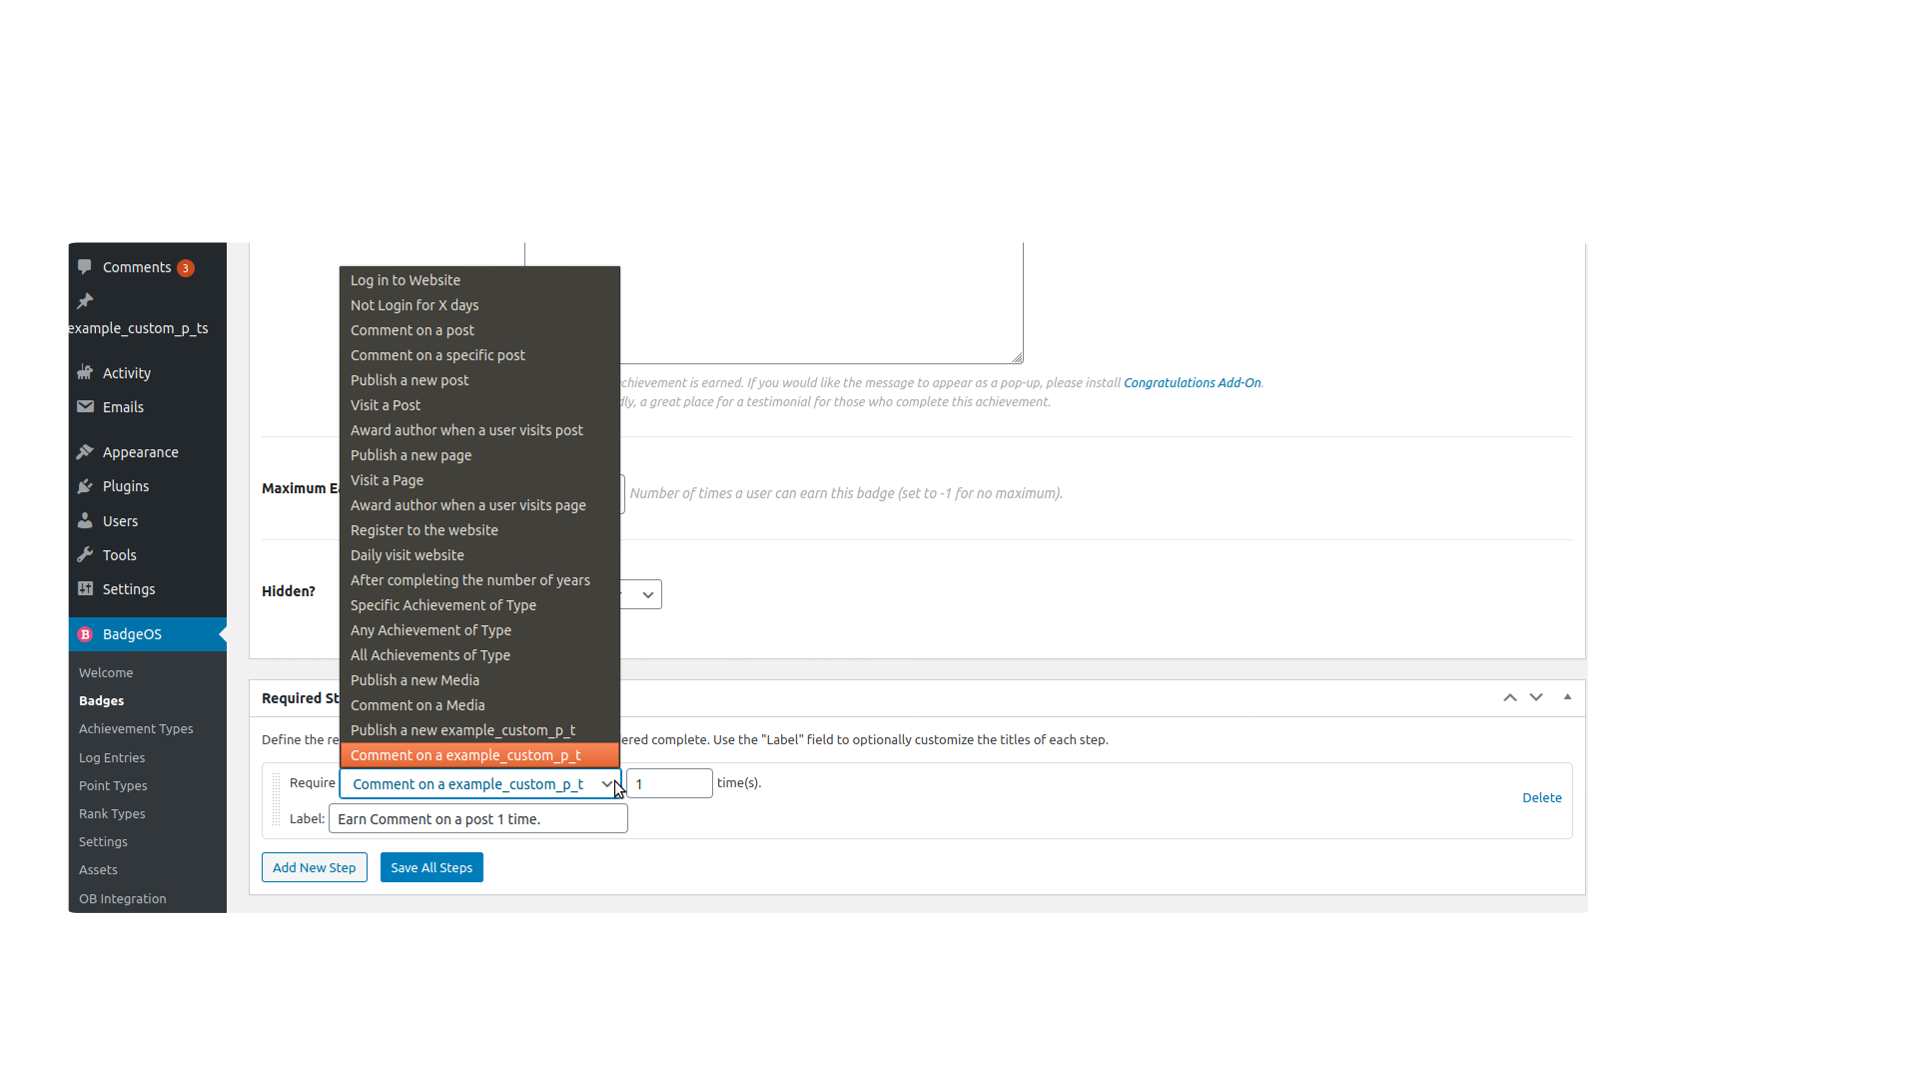 Comments 3
example_custom_p_ts
Activity
Emails
Appearance
Plugins
Users
Tools
Settings
BadgeOS
Welcome
Badges
Achievement Types
Log Entries
Point Types
Rank Types
Settings
Assets
OB Integration
Log in to Website
Not Login for X days
Comment on a post
Comment on a specific post
Publish a new post
Visit a Post
Award author when a user visits post
Publish a new page
Visit a Page
Award author when a user visits page
Register to the website
Daily visit website
After completing the number of years
Specific Achievement of Type
Any Achievement of Type
All Achievements of Type
Publish a new Media
Comment on a Media
Publish a new example_custom_p_t
Comment on a example_custom_p_t
achievement is earned. If you would like the message to appear as a pop-up, please install Congratulations Add-On.
a great place for a testimonial for those who complete this achievement.
Maximum
Number of times a user can earn this badge (set to -1 for no maximum).
Hidden?
Required
Define the complete. Use the "Label" field to optionally customize the titles of each step.
Require Comment on a example_custom_p_t 1 time(s).
Label: Earn Comment on a post 1 time.
Delete
Add New Step Save All Steps